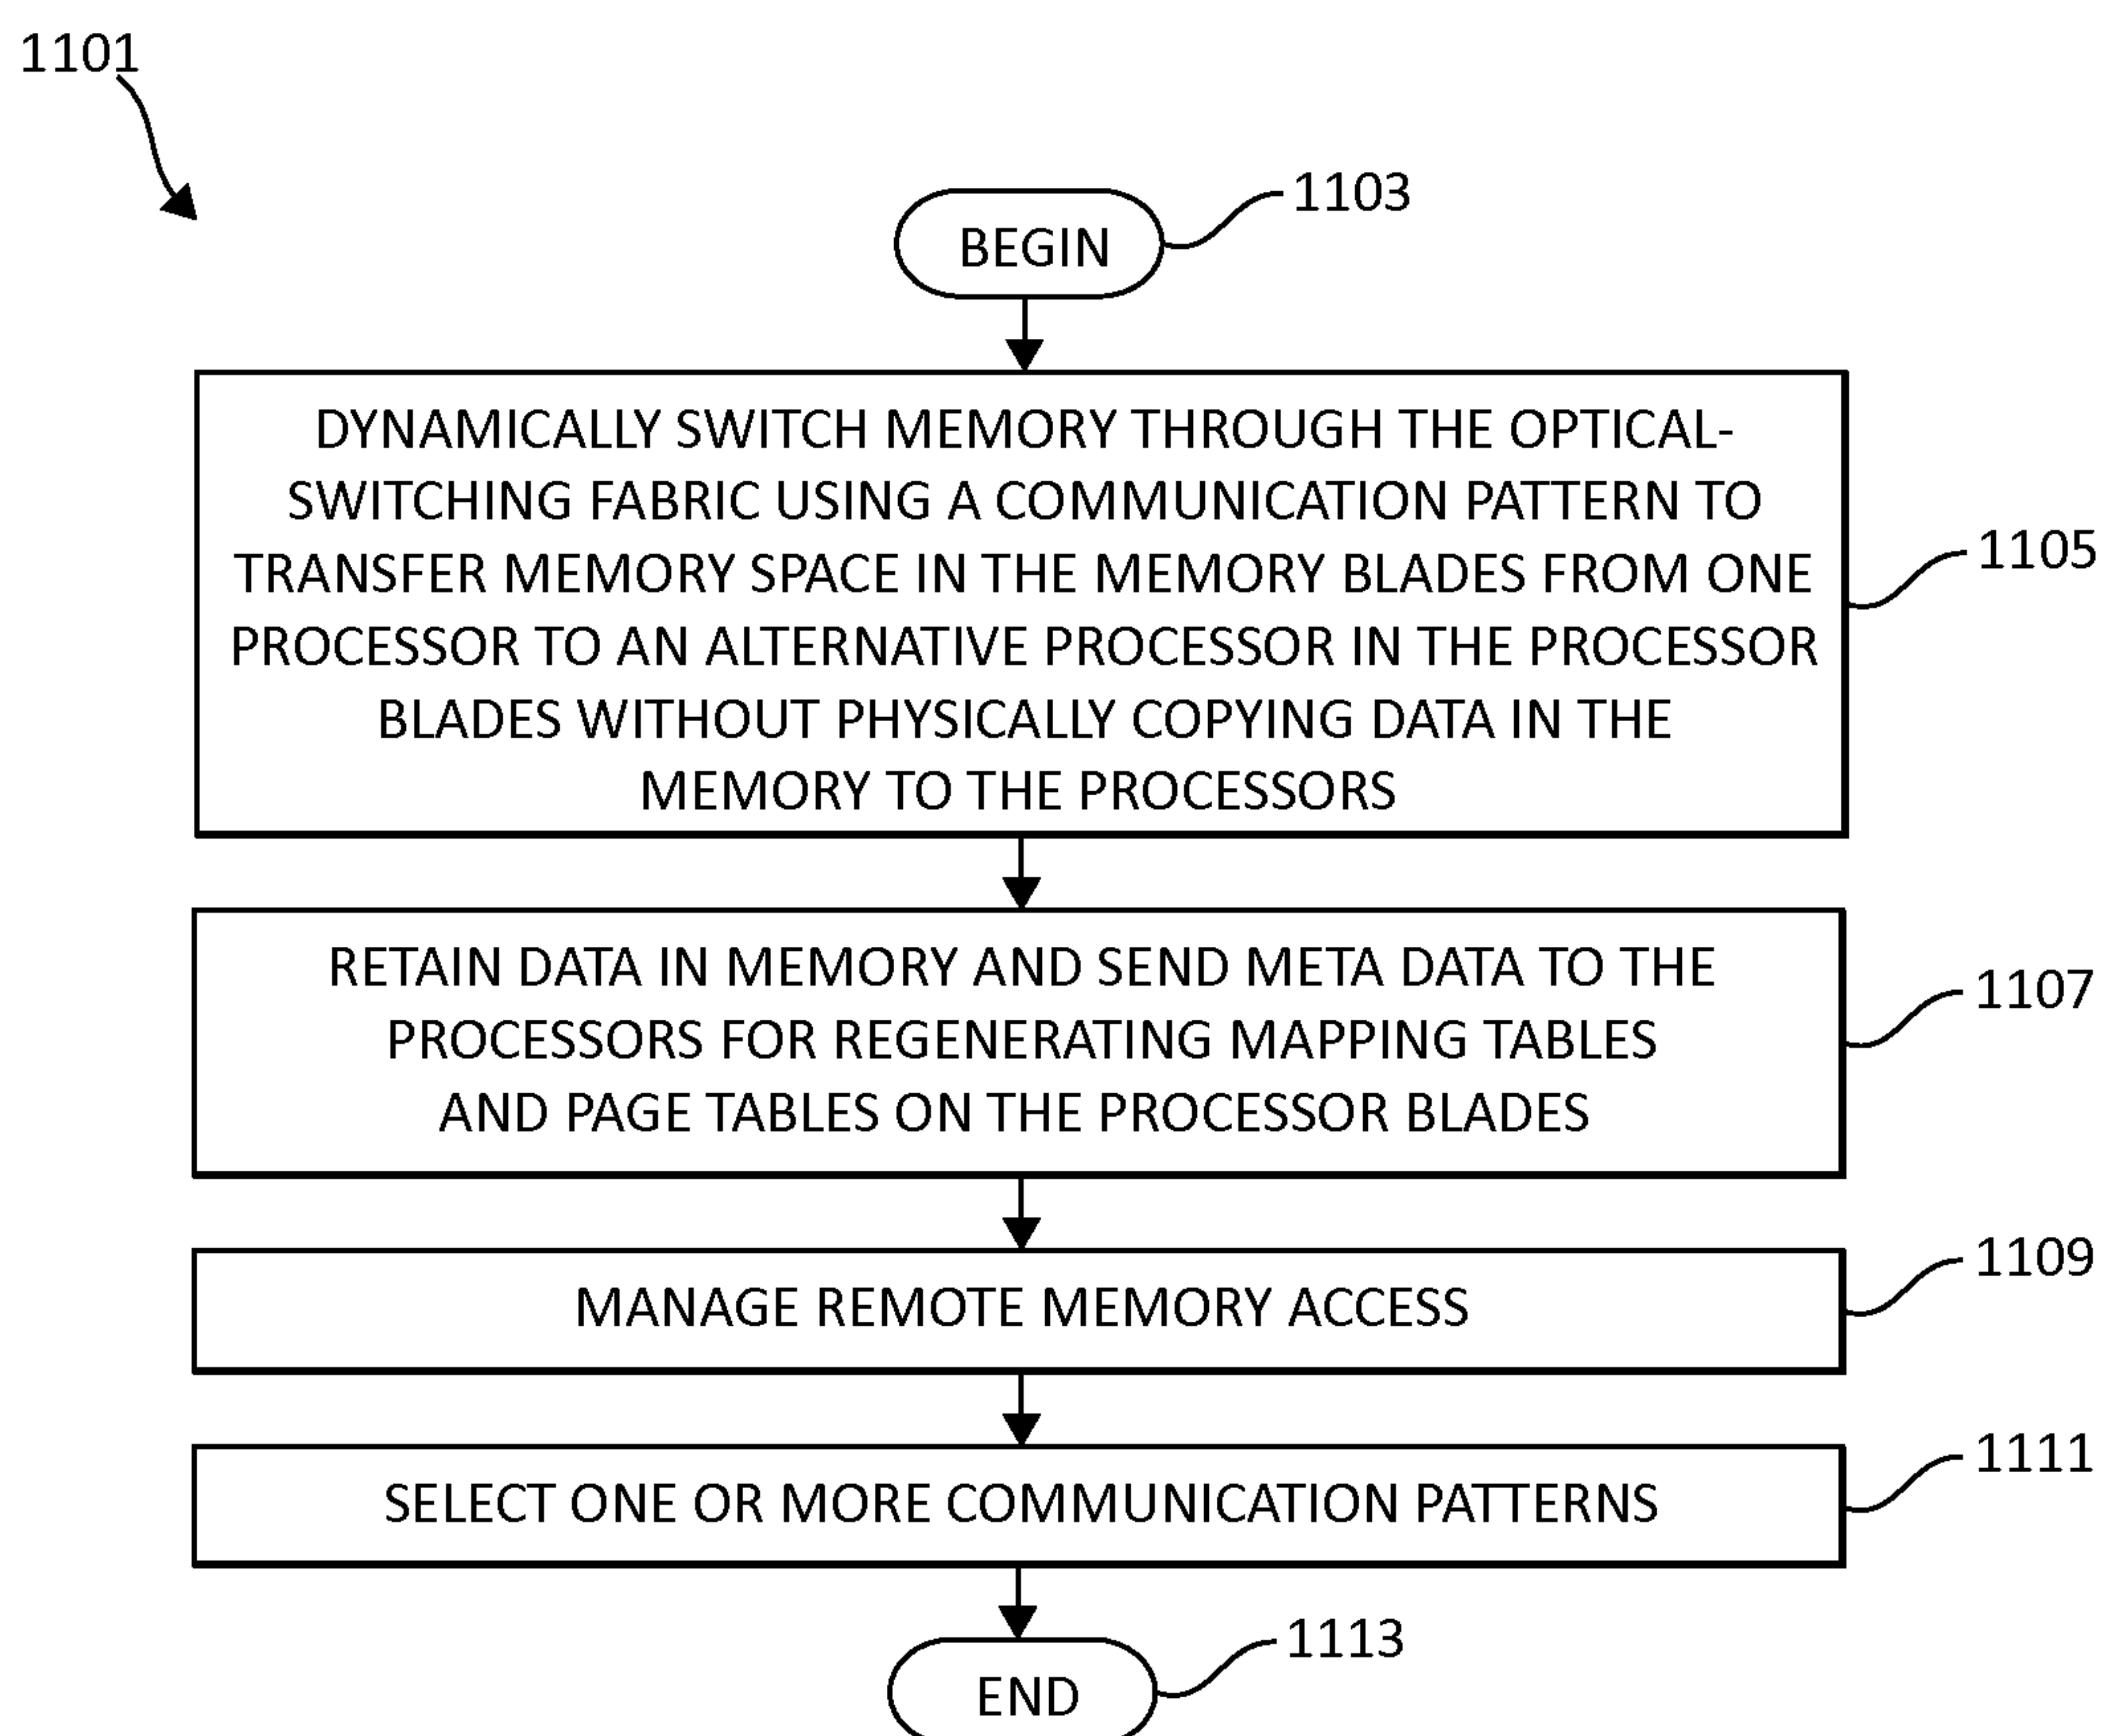 1101
BEGIN
1103
DYNAMICALLY SWITCH MEMORY THROUGH THE OPTICAL-
SWITCHING FABRIC USING A COMMUNICATION PATTERN TO
TRANSFER MEMORY SPACE IN THE MEMORY BLADES FROM ONE
PROCESSOR TO AN ALTERNATIVE PROCESSOR IN THE PROCESSOR
BLADES WITHOUT PHYSICALLY COPYING DATA IN THE
MEMORY TO THE PROCESSORS
1105
RETAIN DATA IN MEMORY AND SEND META DATA TO THE
PROCESSORS FOR REGENERATING MAPPING TABLES
AND PAGE TABLES ON THE PROCESSOR BLADES
1107
MANAGE REMOTE MEMORY ACCESS
1109
SELECT ONE OR MORE COMMUNICATION PATTERNS
1111
END
1113